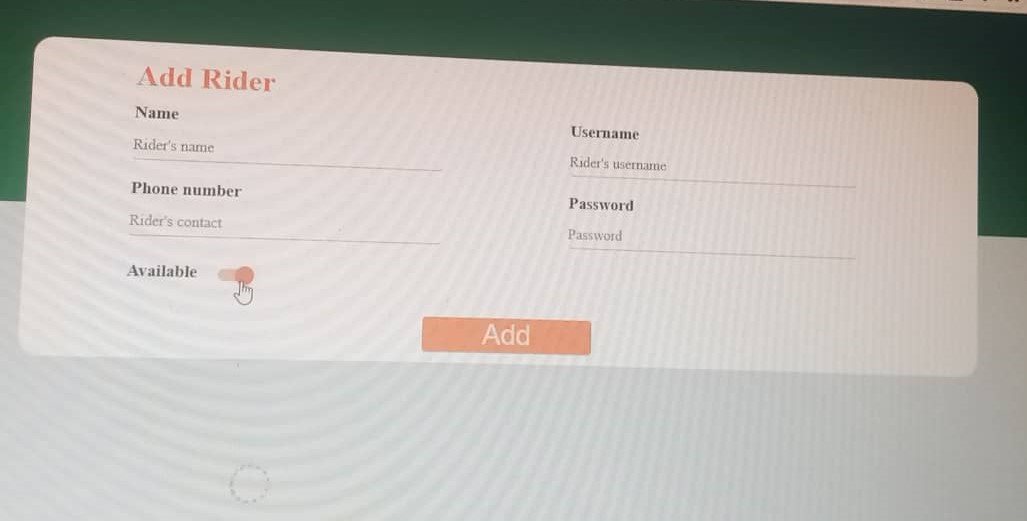 Add Rider
Name
Rider's name
Phone number
Rider's contact
Available
Username
Rider's username
Password
Password
Add